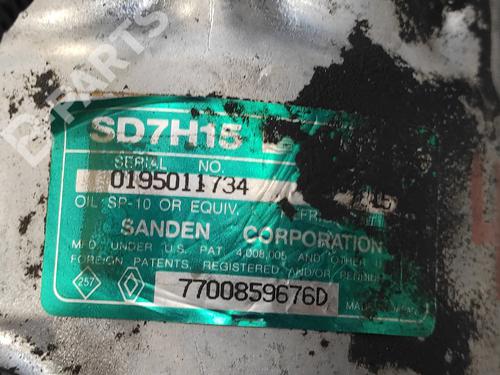 B-PARTS
SD7H15
SERIAL NO.
0195011734
OIL: SP-10 OR EQUIV.
SANDEN CORPORATION
MFD. UNDER U.S. PAT. 4,008,005 AND OTHER
FOREIGN PATENTS, REGISTERED AND/OR PENDING
257
7700859676D